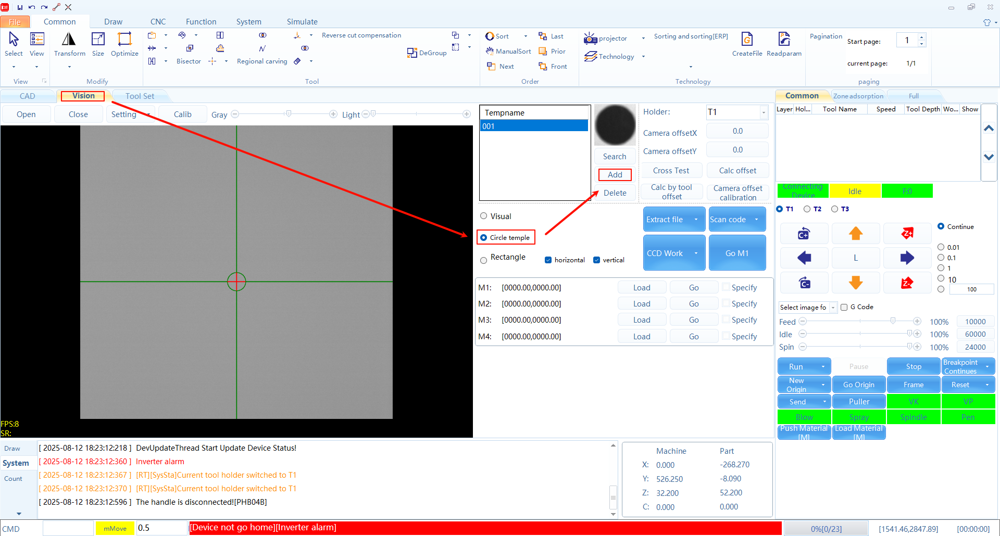 File Common Draw CNC Function System Simulate
Select View Transform Size Optimize
Reverse cut compensation
Bisector Regional carving DeGroup
Sort Last
ManualSort Prior
Next Front
projector
Technology
Sorting and sorting[ERP]
CreateFile Readparam
Pagination Start page: 1
current page: 1/1
View Modify Tool Order Technology paging
CAD Vision Tool Set
Open Close Setting Calib Gray Light
FPS:8
SR:
Tempname
001
Search
Add
Delete
Holder: T1
Camera offsetX 0.0
Camera offsetY 0.0
Cross Test Calc offset
Calc by tool offset
Camera offset calibration
Visual
Circle temple
Rectangle horizontal vertical
Extract file Scan code
CCD Work Go M1
M1: [0000.00,0000.00] Load Go Specify
M2: [0000.00,0000.00] Load Go Specify
M3: [0000.00,0000.00] Load Go Specify
M4: [0000.00,0000.00] Load Go Specify
Common Zone adsorption Full
Layer Hol... Tool Name Speed Tool Depth Wo... Show
Connecting Device Idle F:0
T1 T2 T3
C+ Z+
L
C- Z-
Continue
0.01
0.1
1
10
100
Select image fo G Code
Feed 100% 10000
Idle 100% 60000
Spin 100% 24000
Run Pause Stop Breakpoint Continues
New Origin Go Origin Frame Reset
Send Puller VK VP
Blow Spray Spindle Pen
Push Material [M] Load Material [M]
Draw
System
Count
[ 2025-08-12 18:23:12:218 ] DevUpdateThread Start Update Device Status!
[ 2025-08-12 18:23:12:360 ] Inverter alarm
[ 2025-08-12 18:23:12:367 ] [RT][SysSta]Current tool holder switched to T1
[ 2025-08-12 18:23:12:370 ] [RT][SysSta]Current tool holder switched to T1
[ 2025-08-12 18:23:12:596 ] The handle is disconnected![PHB04B]
Machine Part
X: 0.000 -268.270
Y: 526.250 -8.090
Z: 32.200 52.200
C: 0.000 0.000
CMD mMove 0.5 [Device not go home][Inverter alarm] 0%[0/23] [1541.46,2847.89] [00:00:00]